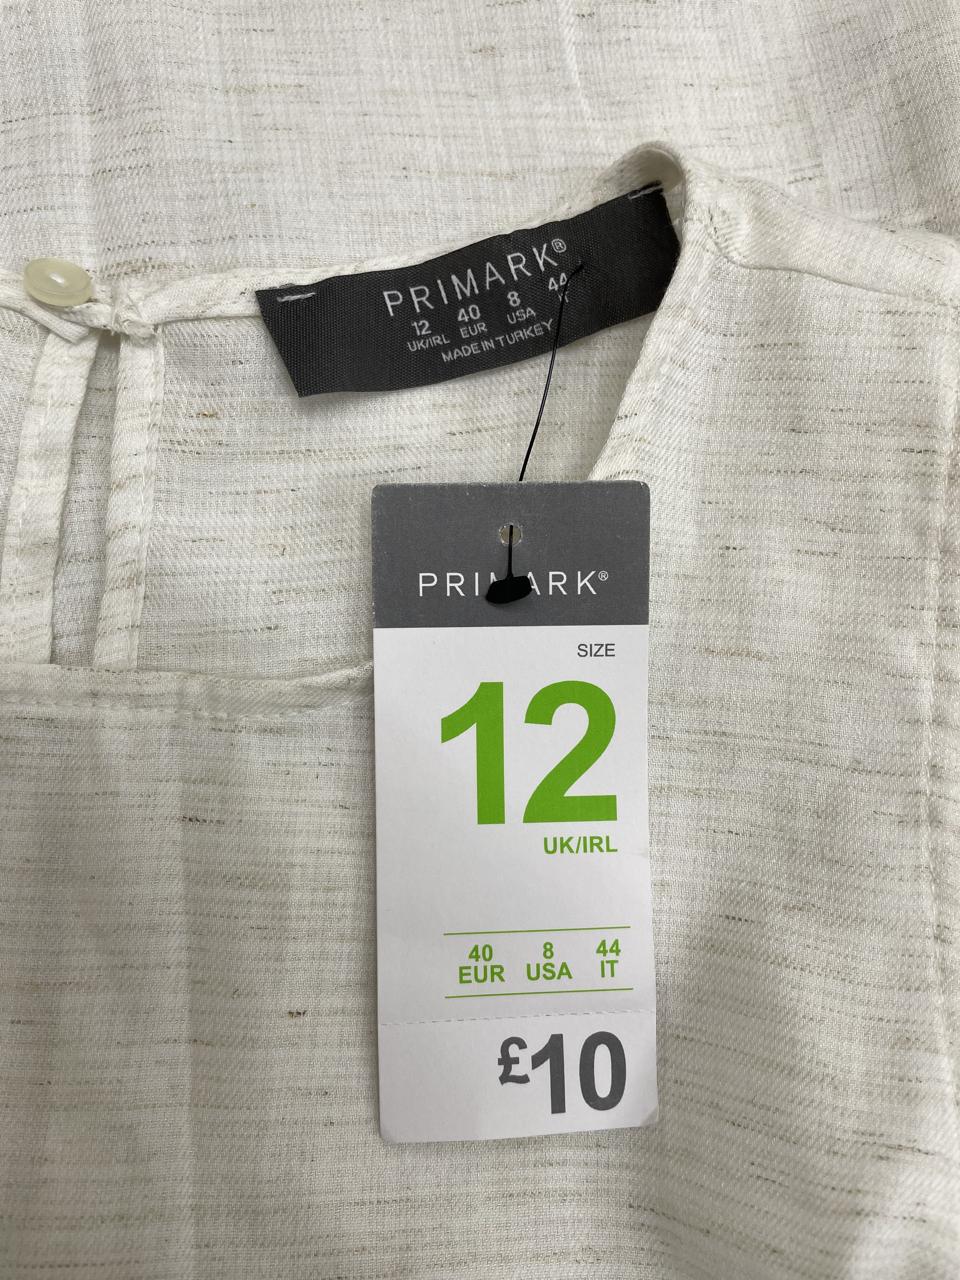 PRIMARK®
12 40 8 44
UK/IRL EUR USA
MADE IN TURKEY
PRIMARK®
SIZE
12
UK/IRL
40 8 44
EUR USA IT
£10